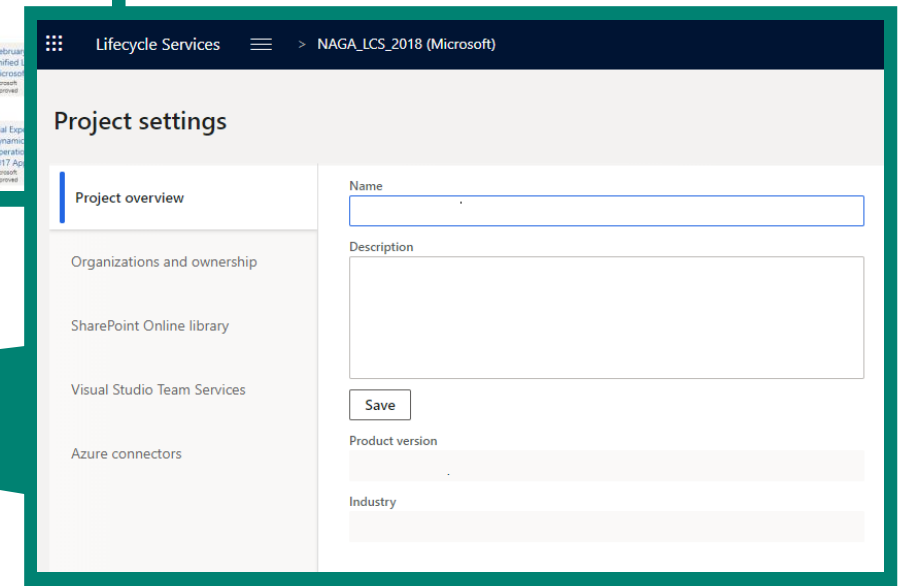 Lifecycle Services > NAGA_LCS_2018 (Microsoft)
Project settings
Project overview
Organizations and ownership
SharePoint Online library
Visual Studio Team Services
Azure connectors
Name
Description
Save
Product version
Industry